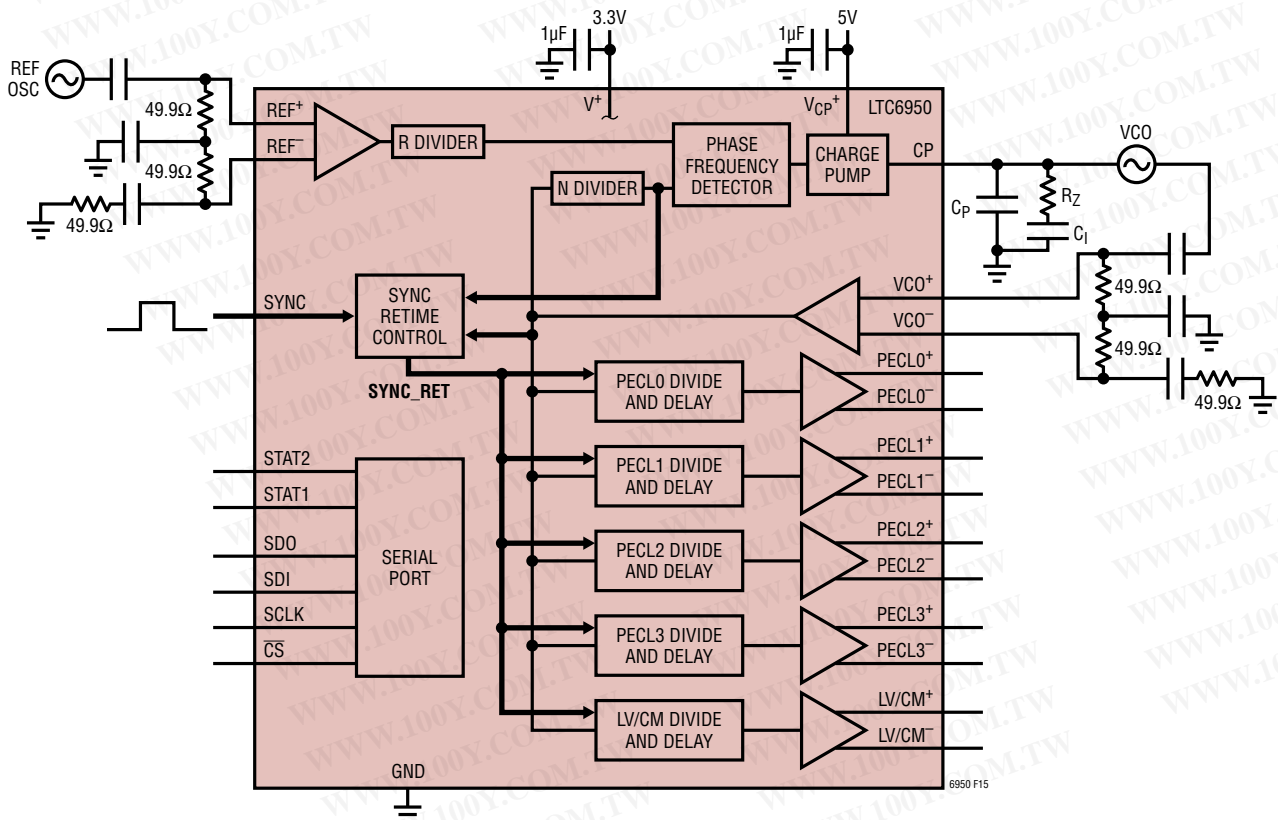 3.3V
5V
1µF
1µF
REF
OSC
49.9Ω
49.9Ω
49.9Ω
REF+
REF–
V+
VCP+
LTC6950
R DIVIDER
N DIVIDER
PHASE
FREQUENCY
DETECTOR
CHARGE
PUMP
CP
VCO
CP
RZ
CI
SYNC
SYNC
RETIME
CONTROL
SYNC_RET
VCO+
VCO–
49.9Ω
49.9Ω
49.9Ω
PECL0 DIVIDE
AND DELAY
PECL0+
PECL0–
PECL1 DIVIDE
AND DELAY
PECL1+
PECL1–
PECL2 DIVIDE
AND DELAY
PECL2+
PECL2–
PECL3 DIVIDE
AND DELAY
PECL3+
PECL3–
LV/CM DIVIDE
AND DELAY
LV/CM+
LV/CM–
STAT2
STAT1
SDO
SDI
SCLK
CS
SERIAL
PORT
GND
6950 F15
WWW.100Y.COM.TW